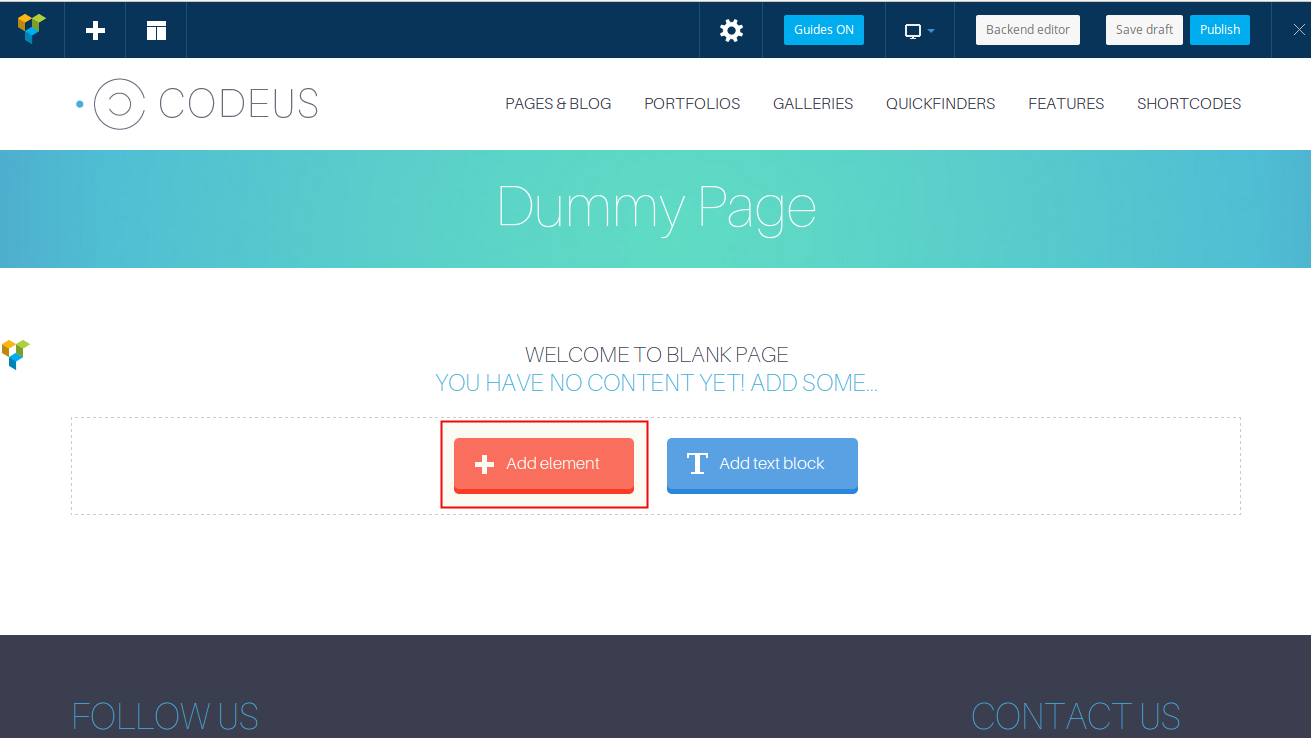 Guides ON Backend editor Save draft Publish
CODEUS PAGES & BLOG PORTFOLIOS GALLERIES QUICKFINDERS FEATURES SHORTCODES
Dummy Page
WELCOME TO BLANK PAGE
YOU HAVE NO CONTENT YET! ADD SOME...
Add element Add text block
FOLLOW US CONTACT US